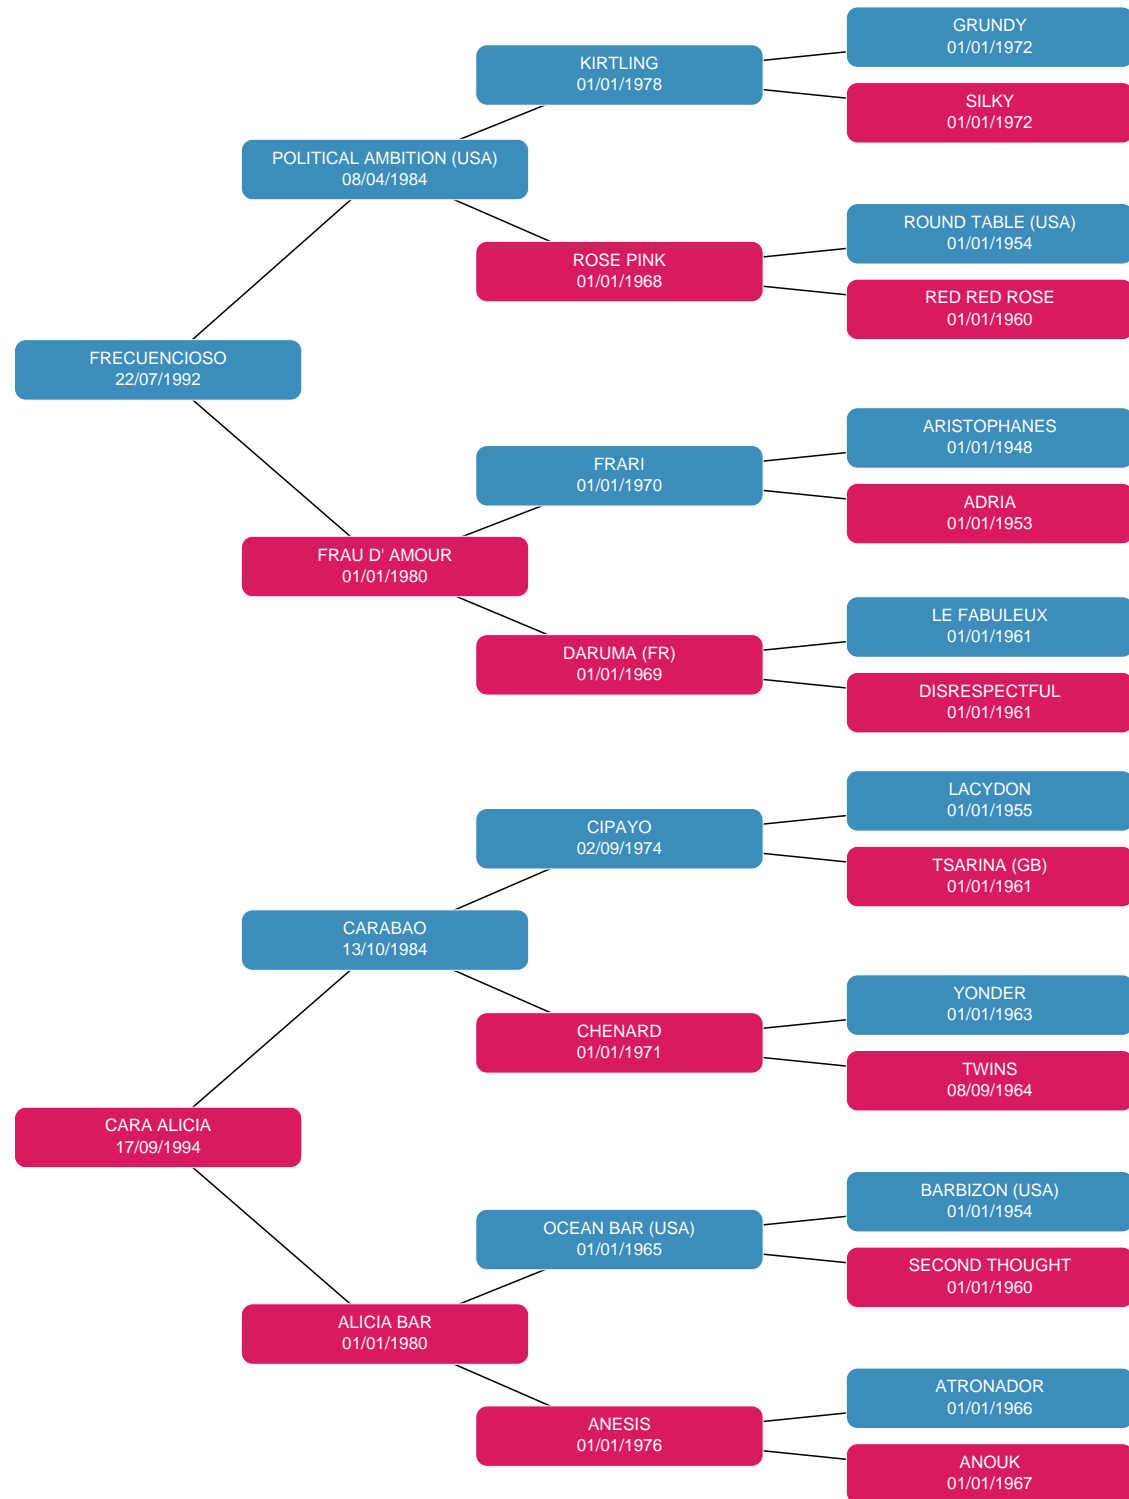 GRUNDY
01/01/1972
KIRTLING
01/01/1978
SILKY
01/01/1972
POLITICAL AMBITION (USA)
08/04/1984
ROUND TABLE (USA)
01/01/1954
ROSE PINK
01/01/1968
RED RED ROSE
01/01/1960
FRECUENCIOSO
22/07/1992
ARISTOPHANES
01/01/1948
FRARI
01/01/1970
ADRIA
01/01/1953
FRAU D' AMOUR
01/01/1980
LE FABULEUX
01/01/1961
DARUMA (FR)
01/01/1969
DISRESPECTFUL
01/01/1961
LACYDON
01/01/1955
CIPAYO
02/09/1974
TSARINA (GB)
01/01/1961
CARABAO
13/10/1984
YONDER
01/01/1963
CHENARD
01/01/1971
TWINS
08/09/1964
CARA ALICIA
17/09/1994
BARBIZON (USA)
01/01/1954
OCEAN BAR (USA)
01/01/1965
SECOND THOUGHT
01/01/1960
ALICIA BAR
01/01/1980
ATRONADOR
01/01/1966
ANESIS
01/01/1976
ANOUK
01/01/1967